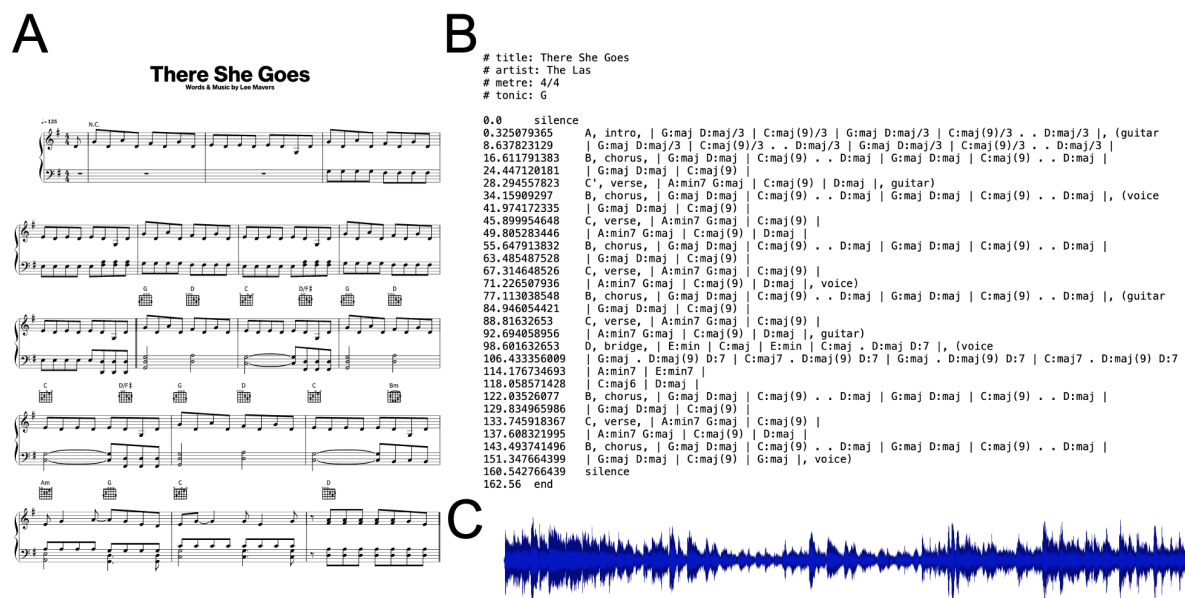 A
There She Goes
Words & Music by Lee Mavers
♩=125
N.C.
G D C D/F♯ G D
C D/F♯ G D C Bm
Am G C D
B
# title: There She Goes
# artist: The Las
# metre: 4/4
# tonic: G
0.0 silence
0.325079365 A, intro, | G:maj D:maj/3 | C:maj(9)/3 | G:maj D:maj/3 | C:maj(9)/3 . . D:maj/3 |, (guitar
8.637823129 | G:maj D:maj/3 | C:maj(9)/3 . . D:maj/3 | G:maj D:maj/3 | C:maj(9)/3 . . D:maj/3 |
16.611791383 B, chorus, | G:maj D:maj | C:maj(9) . . D:maj | G:maj D:maj | C:maj(9) . . D:maj |
24.447120181 | G:maj D:maj | C:maj(9) |
28.294557823 C', verse, | A:min7 G:maj | C:maj(9) | D:maj |, guitar)
34.15909297 B, chorus, | G:maj D:maj | C:maj(9) . . D:maj | G:maj D:maj | C:maj(9) . . D:maj |, (voice
41.974172335 | G:maj D:maj | C:maj(9) |
45.899954648 C, verse, | A:min7 G:maj | C:maj(9) |
49.805283446 | A:min7 G:maj | C:maj(9) | D:maj |
55.647913832 B, chorus, | G:maj D:maj | C:maj(9) . . D:maj | G:maj D:maj | C:maj(9) . . D:maj |
63.485487528 | G:maj D:maj | C:maj(9) |
67.314648526 C, verse, | A:min7 G:maj | C:maj(9) |
71.226507936 | A:min7 G:maj | C:maj(9) | D:maj |, voice)
77.113038548 B, chorus, | G:maj D:maj | C:maj(9) . . D:maj | G:maj D:maj | C:maj(9) . . D:maj |, (guitar
84.946054421 | G:maj D:maj | C:maj(9) |
88.81632653 C, verse, | A:min7 G:maj | C:maj(9) |
92.694058956 | A:min7 G:maj | C:maj(9) | D:maj |, guitar)
98.601632653 D, bridge, | E:min | C:maj | E:min | C:maj . D:maj D:7 |, (voice
106.433356009 | G:maj . D:maj(9) D:7 | C:maj7 . D:maj(9) D:7 | G:maj . D:maj(9) D:7 | C:maj7 . D:maj(9) D:7
114.176734693 | A:min7 | E:min7 |
118.058571428 | C:maj6 | D:maj |
122.03526077 B, chorus, | G:maj D:maj | C:maj(9) . . D:maj | G:maj D:maj | C:maj(9) . . D:maj |
129.834965986 | G:maj D:maj | C:maj(9) |
133.745918367 C, verse, | A:min7 G:maj | C:maj(9) |
137.608321995 | A:min7 G:maj | C:maj(9) | D:maj |
143.493741496 B, chorus, | G:maj D:maj | C:maj(9) . . D:maj | G:maj D:maj | C:maj(9) . . D:maj |
151.347664399 | G:maj D:maj | C:maj(9) | G:maj |, voice)
160.542766439 silence
162.56 end
C